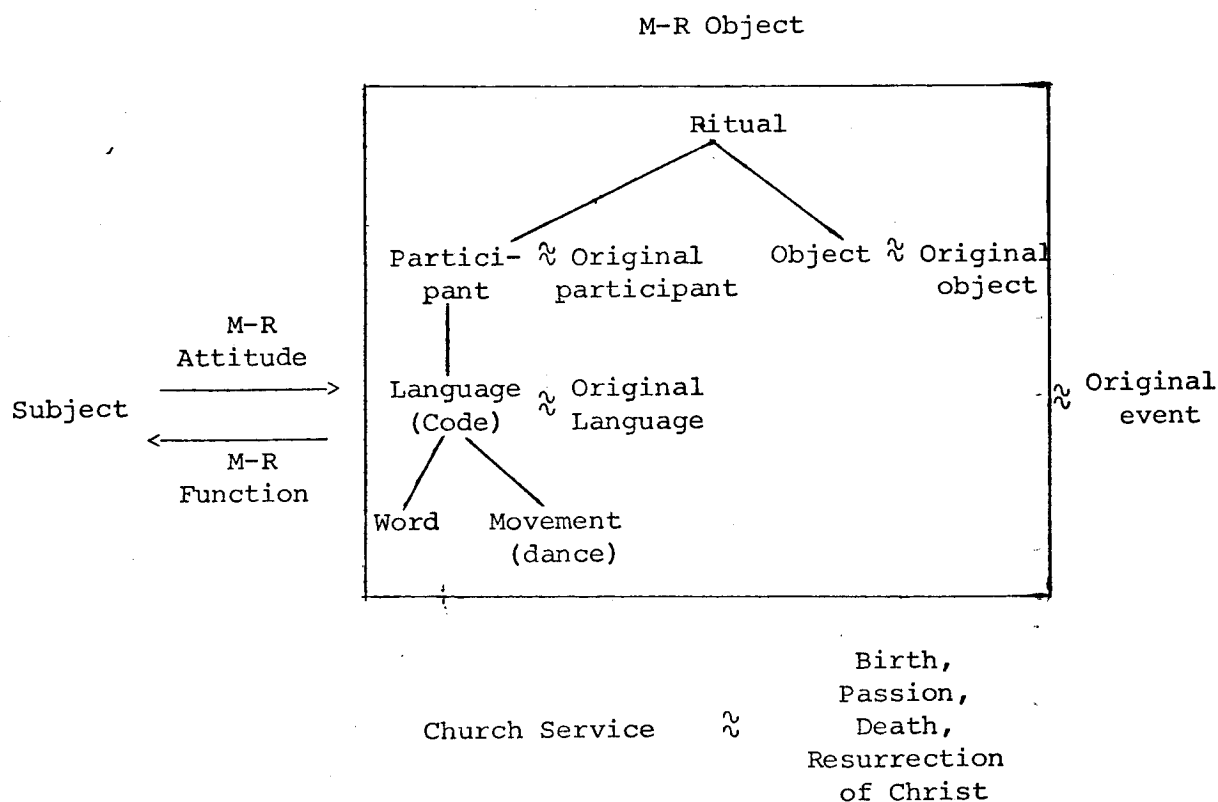 M-R Object
Ritual
Partici- ≈ Original Object ≈ Original
pant participant object
M-R
Attitude
Subject
M-R
Function
Language ≈ Original
(Code) Language
Word Movement
(dance)
≈ Original
event
Church Service ≈ Birth,
Passion,
Death,
Resurrection
of Christ